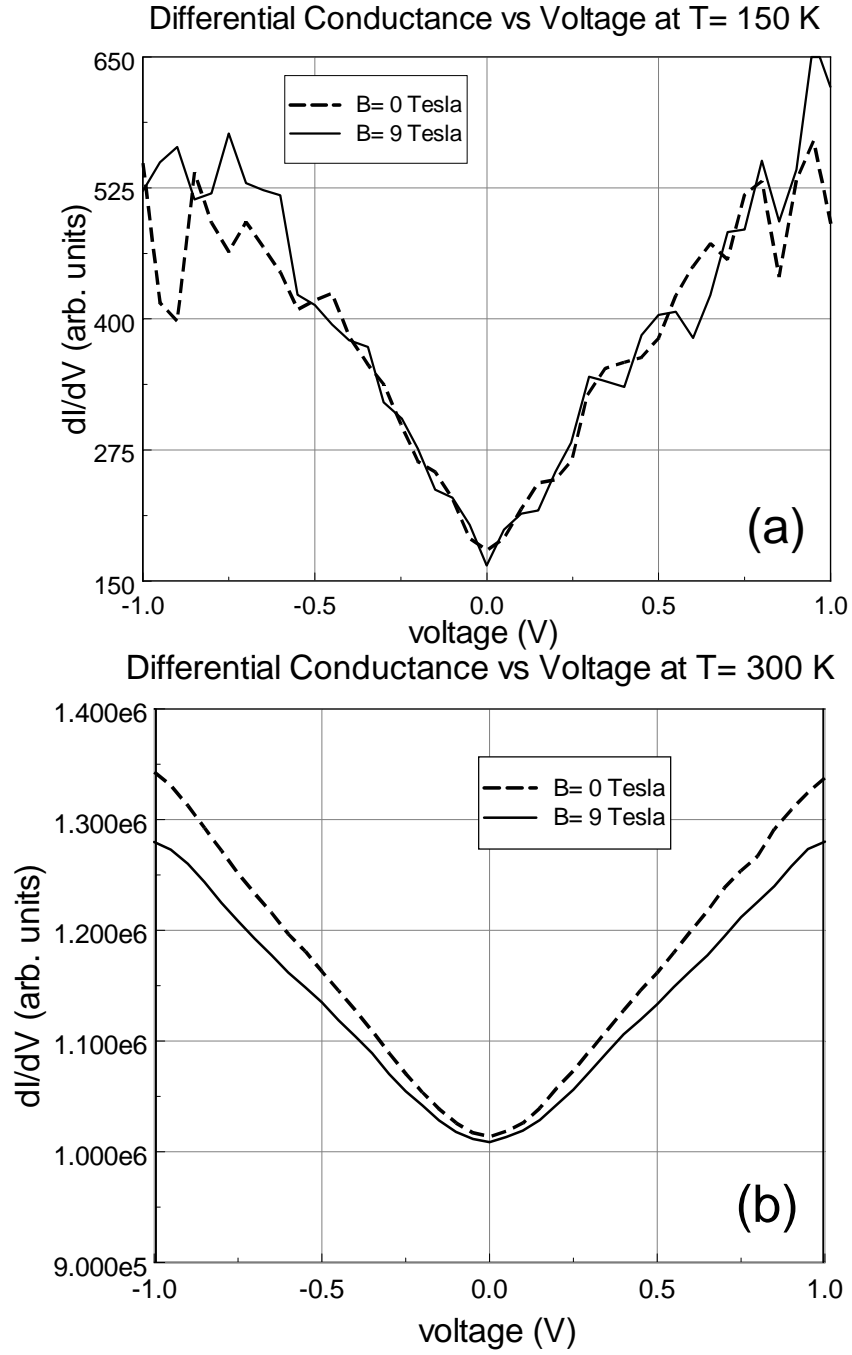 Differential Conductance vs Voltage at T= 150 K
650
525
400
275
150
dI/dV (arb. units)
B= 0 Tesla
B= 9 Tesla
(a)
-1.0 -0.5 0.0 0.5 1.0
voltage (V)
Differential Conductance vs Voltage at T= 300 K
1.400e6
1.300e6
1.200e6
1.100e6
1.000e6
9.000e5
dI/dV (arb. units)
B= 0 Tesla
B= 9 Tesla
(b)
-1.0 -0.5 0.0 0.5 1.0
voltage (V)